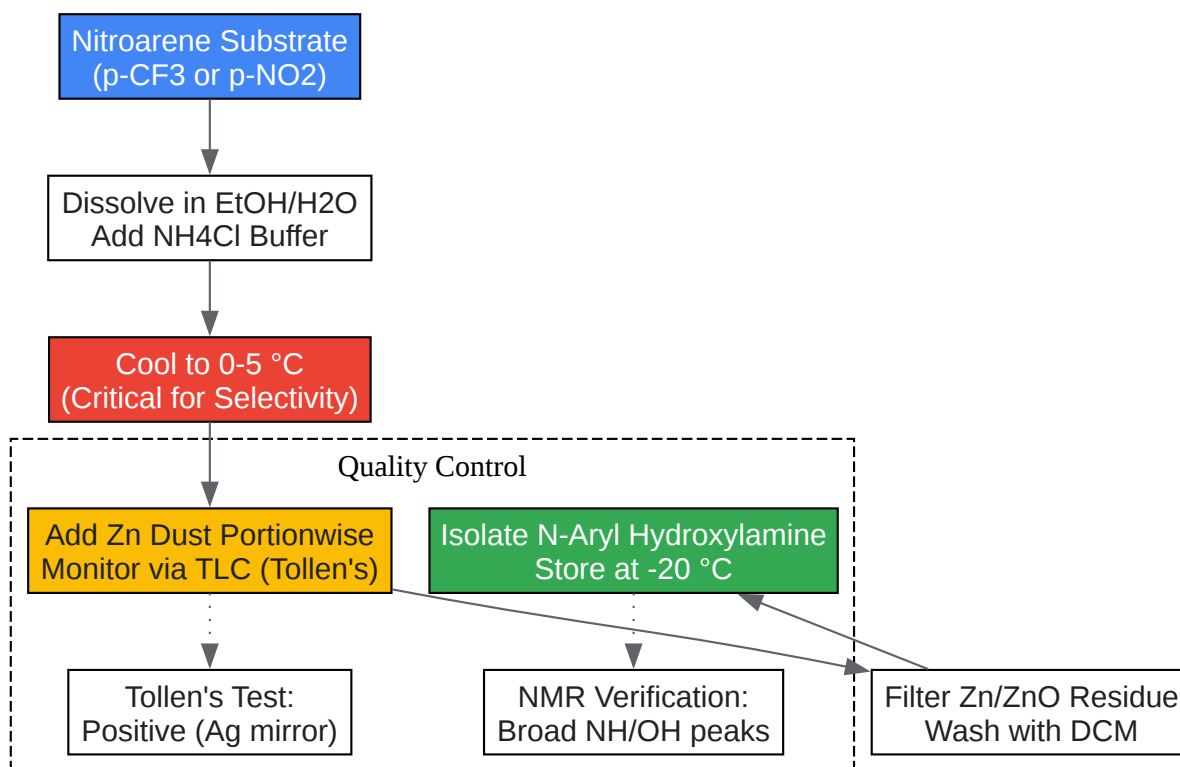 Nitroarene Substrate
(p-CF3 or p-NO2)
Dissolve in EtOH/H2O
Add NH4Cl Buffer
Cool to 0-5 °C
(Critical for Selectivity)
Quality Control
Add Zn Dust Portionwise
Monitor via TLC (Tollen's)
Isolate N-Aryl Hydroxylamine
Store at -20 °C
Tollen's Test:
Positive (Ag mirror)
NMR Verification:
Broad NH/OH peaks
Filter Zn/ZnO Residue
Wash with DCM